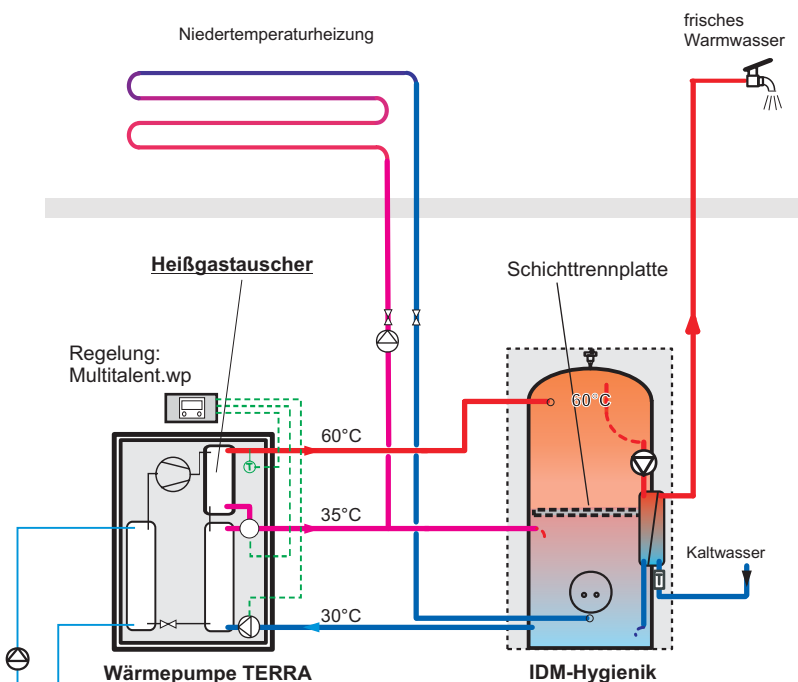 Niedertemperaturheizung
frisches
Warmwasser
Heißgastauscher
Schichttrennplatte
Regelung:
Multitalent.wp
60°C
60°C
T
35°C
Kaltwasser
T
30°C
Wärmepumpe TERRA
IDM-Hygienik